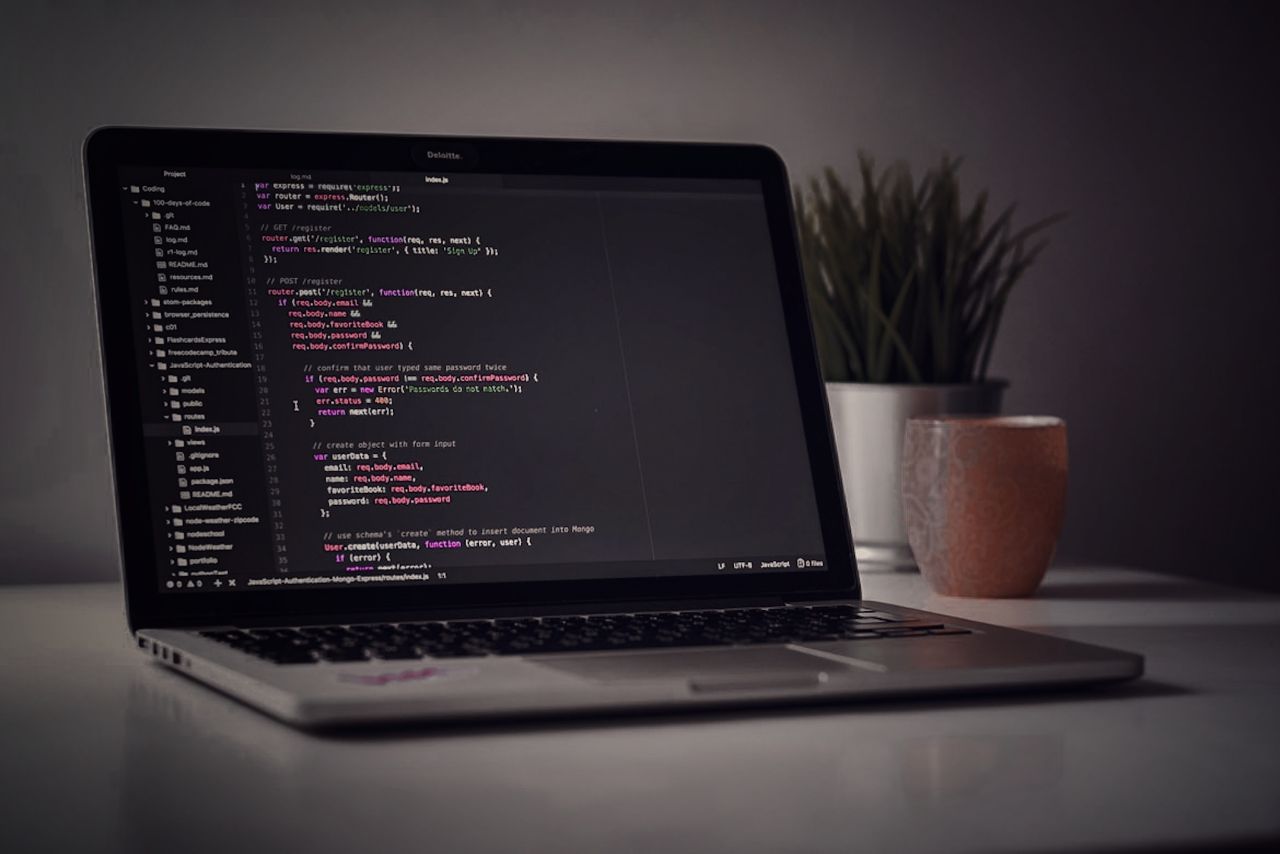 Deloitte.
Project
Coding
100-days-of-code
.git
FAQ.md
log.md
r1-log.md
README.md
resources.md
rules.md
atom-packages
browser_persistence
c01
FlashcardsExpress
freecodecamp_tribute
JavaScript-Authentication
.git
models
public
routes
index.js
views
.gitignore
app.js
package.json
README.md
LocalWeatherFCC
node-weather-zipcode
nodeschool
NodeWeather
portfolio
log.md index.js
1 var express = require('express');
2 var router = express.Router();
3 var User = require('../models/user');
4
5 // GET /register
6 router.get('/register', function(req, res, next) {
7 return res.render('register', { title: 'Sign Up' });
8 });
9
10 // POST /register
11 router.post('/register', function(req, res, next) {
12 if (req.body.email &&
13 req.body.name &&
14 req.body.favoriteBook &&
15 req.body.password &&
16 req.body.confirmPassword) {
17
18 // confirm that user typed same password twice
19 if (req.body.password !== req.body.confirmPassword) {
20 var err = new Error('Passwords do not match.');
21 err.status = 400;
22 return next(err);
23 }
24
25 // create object with form input
26 var userData = {
27 email: req.body.email,
28 name: req.body.name,
29 favoriteBook: req.body.favoriteBook,
30 password: req.body.password
31 };
32
33 // use schema's `create` method to insert document into Mongo
34 User.create(userData, function (error, user) {
35 if (error) {
36 return next(error);
0 0 JavaScript-Authentication-Mongo-Express/routes/index.js 1:1 LF UTF-8 JavaScript 0 files